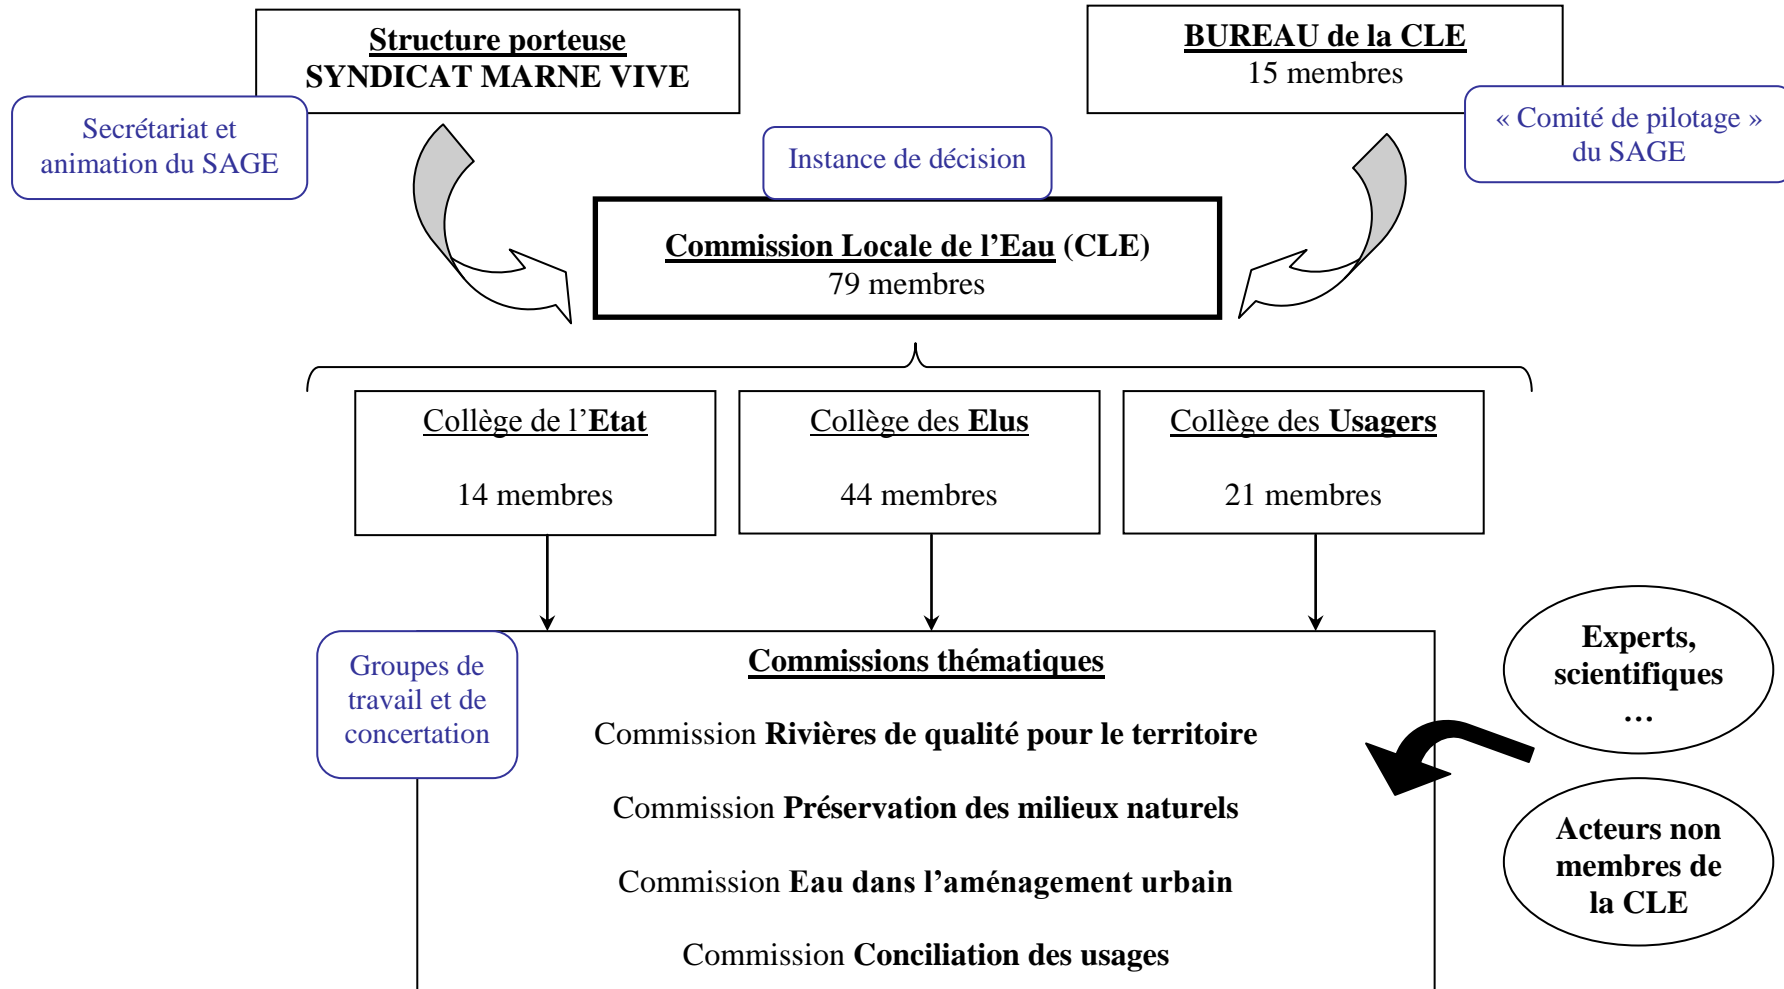 Structure porteuse
SYNDICAT MARNE VIVE
BUREAU de la CLE
15 membres
Secrétariat et
animation du SAGE
« Comité de pilotage »
du SAGE
Instance de décision
Commission Locale de l’Eau (CLE)
79 membres
Collège de l’Etat
14 membres
Collège des Elus
44 membres
Collège des Usagers
21 membres
Groupes de
travail et de
concertation
Commissions thématiques
Commission Rivières de qualité pour le territoire
Commission Préservation des milieux naturels
Commission Eau dans l’aménagement urbain
Commission Conciliation des usages
Experts,
scientifiques
…
Acteurs non
membres de
la CLE